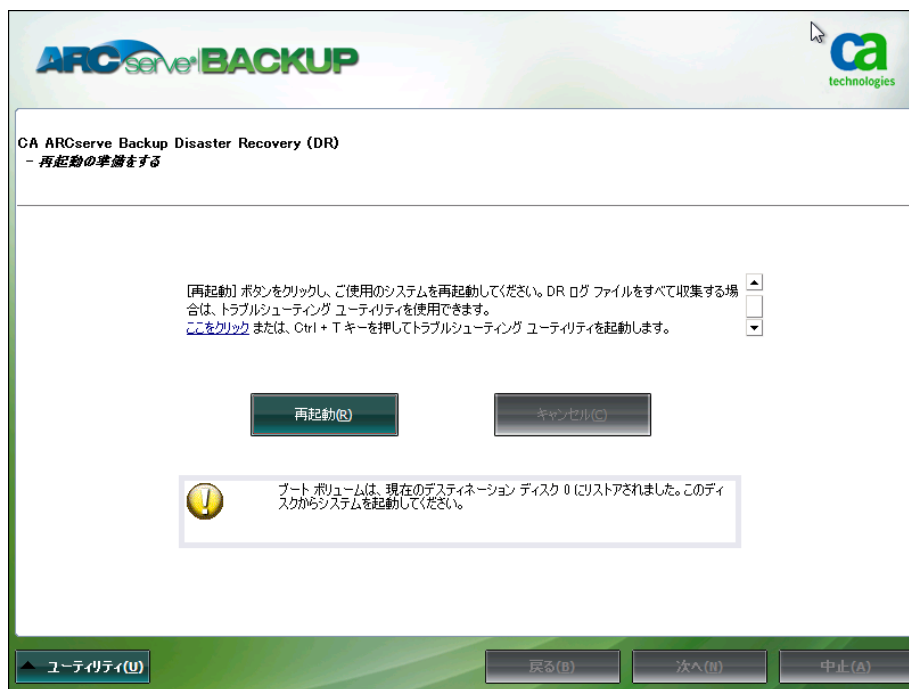 ARCserve BACKUP
ca
technologies
CA ARCserve Backup Disaster Recovery (DR)
- 再起動の準備をする
[再起動] ボタンをクリックし、ご使用のシステムを再起動してください。DR ログ ファイルをすべて収集する場
合は、トラブルシューティング ユーティリティを使用できます。
ここをクリック または、Ctrl + T キーを押してトラブルシューティング ユーティリティを起動します。
再起動(R)
キャンセル(C)
ブート ボリュームは、現在のデスティネーション ディスク 0 にリストアされました。このディ
スクからシステムを起動してください。
ユーティリティ(U)
戻る(B)
次へ(N)
中止(A)